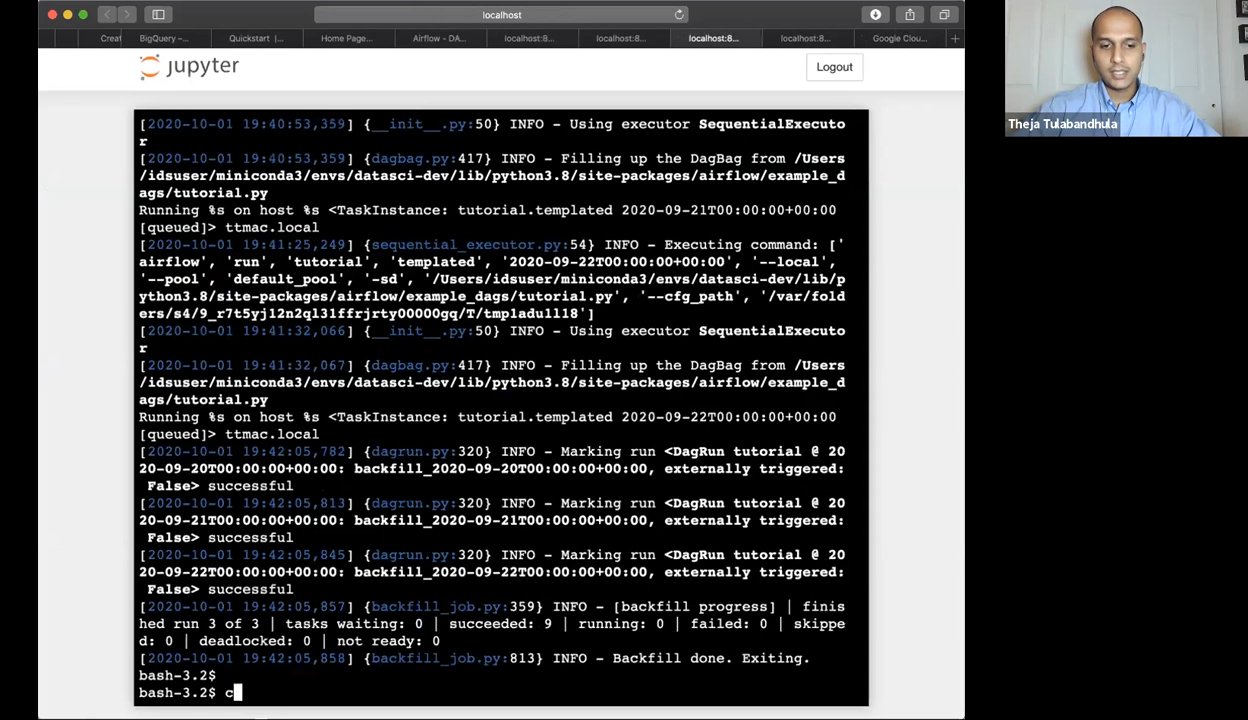 localhost
Creat
BigQuery –...
Quickstart |...
Home Page...
Airflow - DA...
localhost:8...
localhost:8...
localhost:8...
localhost:8...
Google Clou...
jupyter
Logout
[2020-10-01 19:40:53,359] {__init__.py:50} INFO - Using executor SequentialExecuto
r
[2020-10-01 19:40:53,359] {dagbag.py:417} INFO - Filling up the DagBag from /Users
/idsuser/miniconda3/envs/datasci-dev/lib/python3.8/site-packages/airflow/example_d
ags/tutorial.py
Running %s on host %s <TaskInstance: tutorial.templated 2020-09-21T00:00:00+00:00
[queued]> ttmac.local
[2020-10-01 19:41:25,249] {sequential_executor.py:54} INFO - Executing command: ['
airflow', 'run', 'tutorial', 'templated', '2020-09-22T00:00:00+00:00', '--local',
'--pool', 'default_pool', '-sd', '/Users/idsuser/miniconda3/envs/datasci-dev/lib/p
ython3.8/site-packages/airflow/example_dags/tutorial.py', '--cfg_path', '/var/fold
ers/s4/9_r7t5yj12n2ql31ffrjrty00000gq/T/tmp1adu1l18']
[2020-10-01 19:41:32,066] {__init__.py:50} INFO - Using executor SequentialExecuto
r
[2020-10-01 19:41:32,067] {dagbag.py:417} INFO - Filling up the DagBag from /Users
/idsuser/miniconda3/envs/datasci-dev/lib/python3.8/site-packages/airflow/example_d
ags/tutorial.py
Running %s on host %s <TaskInstance: tutorial.templated 2020-09-22T00:00:00+00:00
[queued]> ttmac.local
[2020-10-01 19:42:05,782] {dagrun.py:320} INFO - Marking run <DagRun tutorial @ 20
20-09-20T00:00:00+00:00: backfill_2020-09-20T00:00:00+00:00, externally triggered:
False> successful
[2020-10-01 19:42:05,813] {dagrun.py:320} INFO - Marking run <DagRun tutorial @ 20
20-09-21T00:00:00+00:00: backfill_2020-09-21T00:00:00+00:00, externally triggered:
False> successful
[2020-10-01 19:42:05,845] {dagrun.py:320} INFO - Marking run <DagRun tutorial @ 20
20-09-22T00:00:00+00:00: backfill_2020-09-22T00:00:00+00:00, externally triggered:
False> successful
[2020-10-01 19:42:05,857] {backfill_job.py:359} INFO - [backfill progress] | finis
hed run 3 of 3 | tasks waiting: 0 | succeeded: 9 | running: 0 | failed: 0 | skippe
d: 0 | deadlocked: 0 | not ready: 0
[2020-10-01 19:42:05,858] {backfill_job.py:813} INFO - Backfill done. Exiting.
bash-3.2$
bash-3.2$ c
Theja Tulabandhula